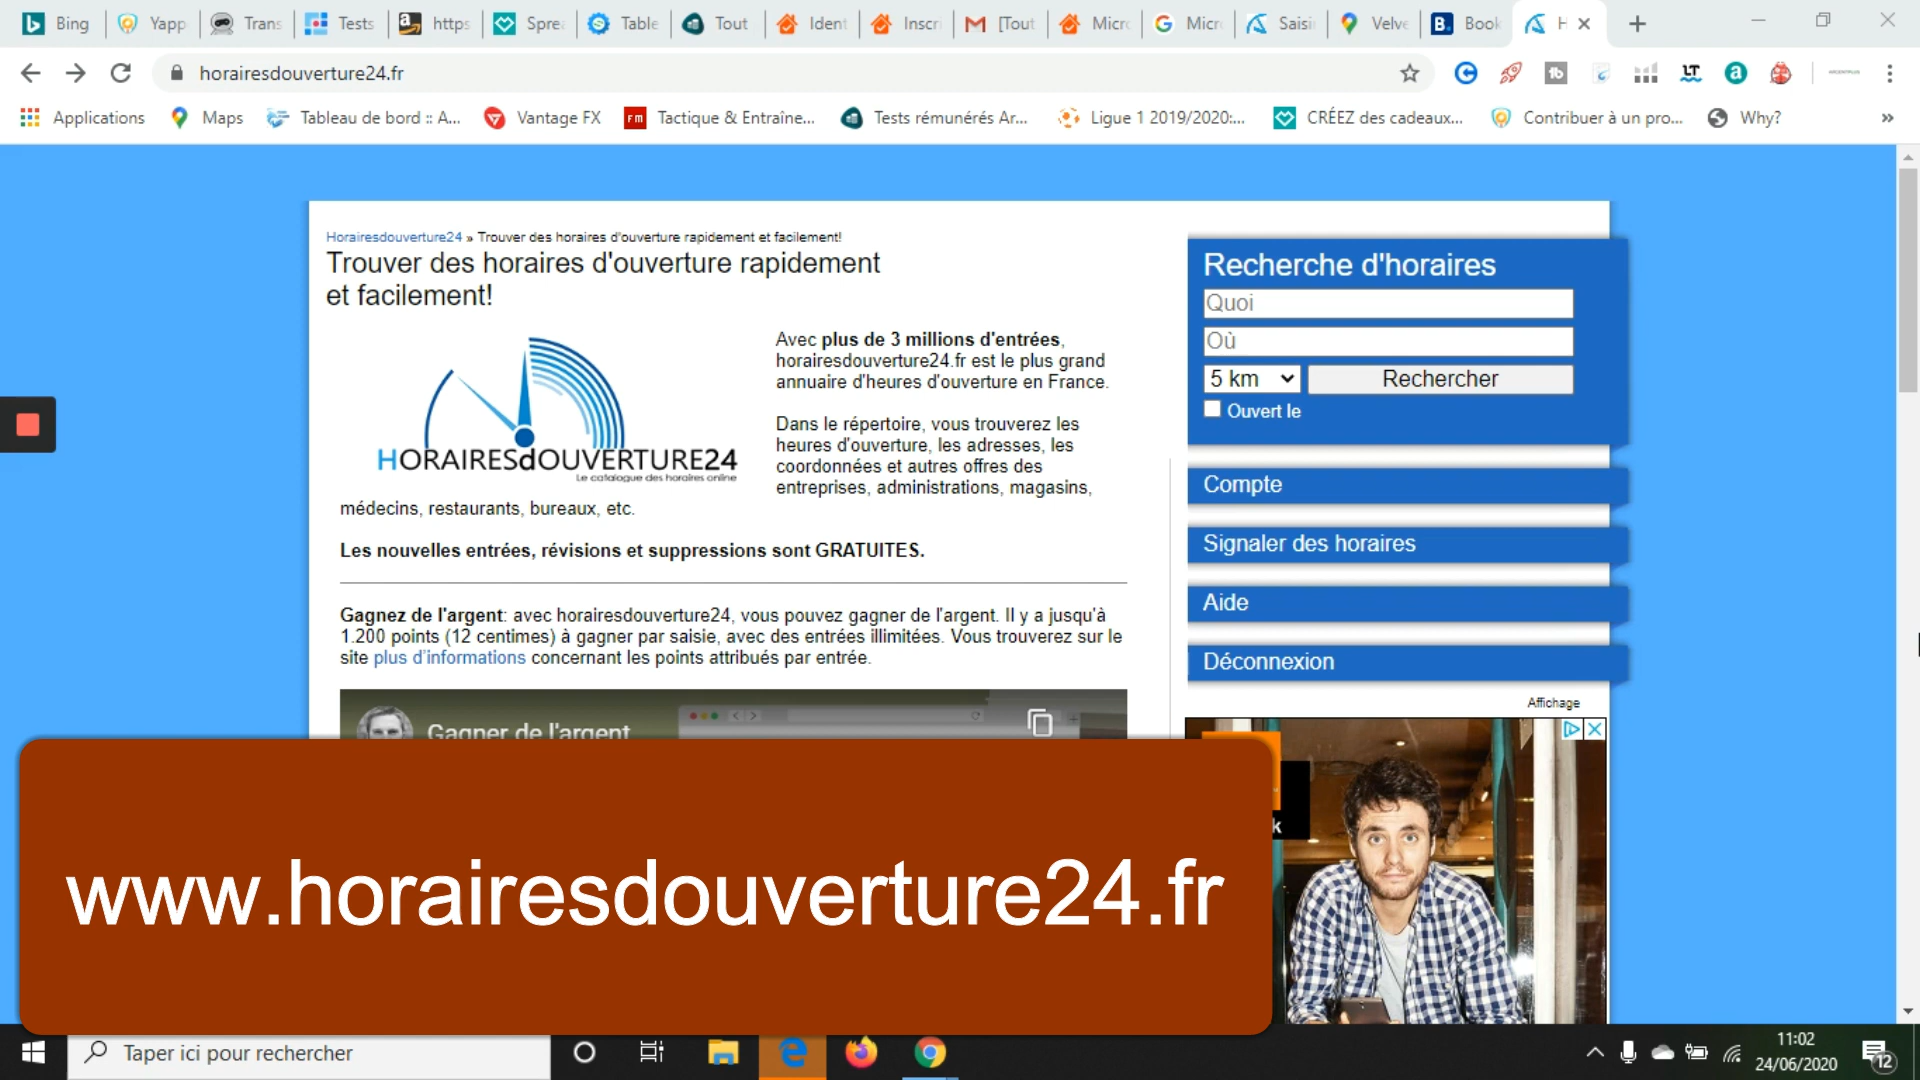 Bing
Yapp
Trans
Tests
https
Spre
Table
Tout
Ident
Inscri
[Tout
Micro
Micro
Saisi
Velve
Book
H
horairesdouverture24.fr
Applications
Maps
Tableau de bord :: A...
Vantage FX
Tactique & Entraîne...
Tests rémunérés Ar...
Ligue 1 2019/2020:...
CRÉEZ des cadeaux...
Contribuer à un pro...
Why?
»
Horairesdouverture24 » Trouver des horaires d'ouverture rapidement et facilement!
Trouver des horaires d'ouverture rapidement
et facilement!
HORAIRESdOUVERTURE24
Le catalogue des horaires online
Avec plus de 3 millions d'entrées,
horairesdouverture24.fr est le plus grand
annuaire d'heures d'ouverture en France.
Dans le répertoire, vous trouverez les
heures d'ouverture, les adresses, les
coordonnées et autres offres des
entreprises, administrations, magasins,
médecins, restaurants, bureaux, etc.
Les nouvelles entrées, révisions et suppressions sont GRATUITES.
Gagnez de l'argent: avec horairesdouverture24, vous pouvez gagner de l'argent. Il y a jusqu'à
1.200 points (12 centimes) à gagner par saisie, avec des entrées illimitées. Vous trouverez sur le
site plus d'informations concernant les points attribués par entrée.
Gagner de l'argent
Recherche d'horaires
Quoi
Où
5 km
Rechercher
Ouvert le
Compte
Signaler des horaires
Aide
Déconnexion
Affichage
k
www.horairesdouverture24.fr
Taper ici pour rechercher
11:02
24/06/2020
12